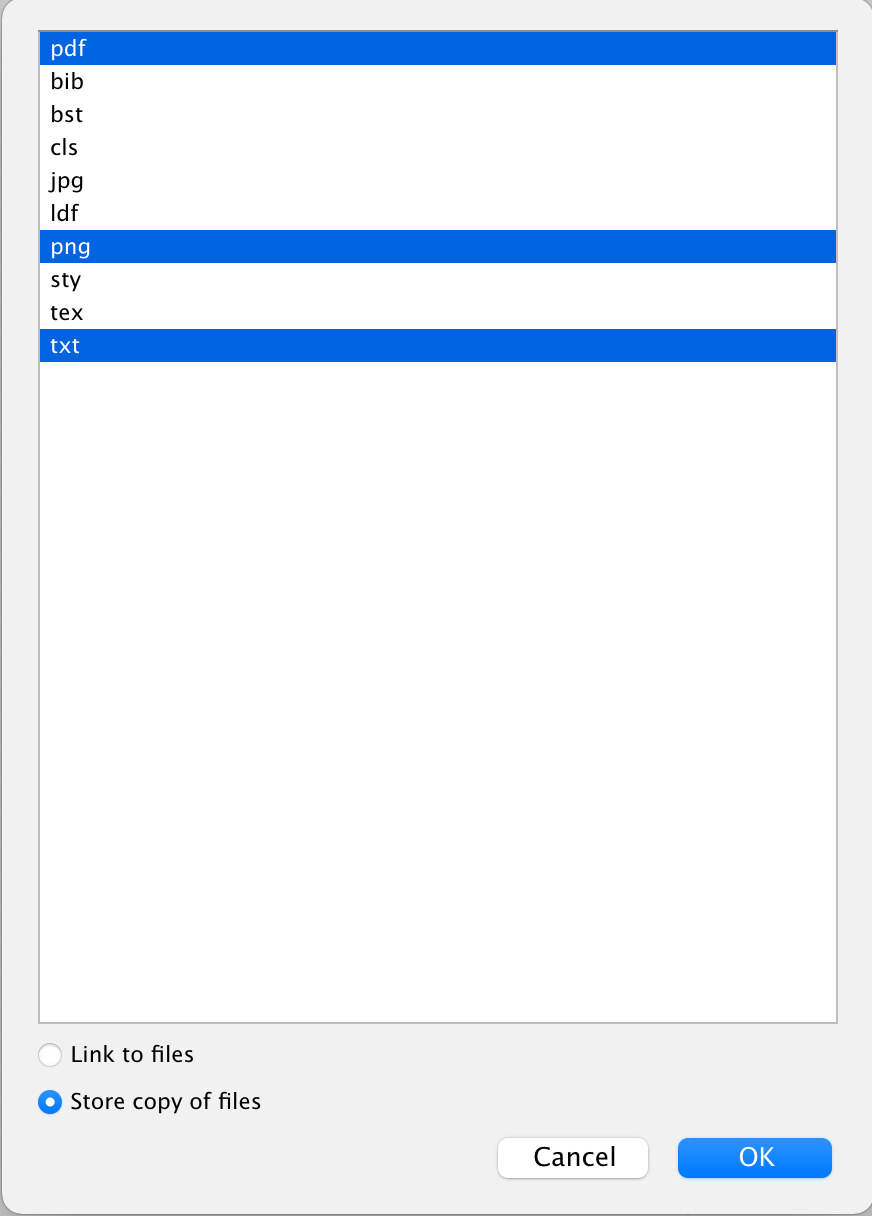 pdf
bib
bst
cls
jpg
ldf
png
sty
tex
txt
Link to files
Store copy of files
Cancel
OK